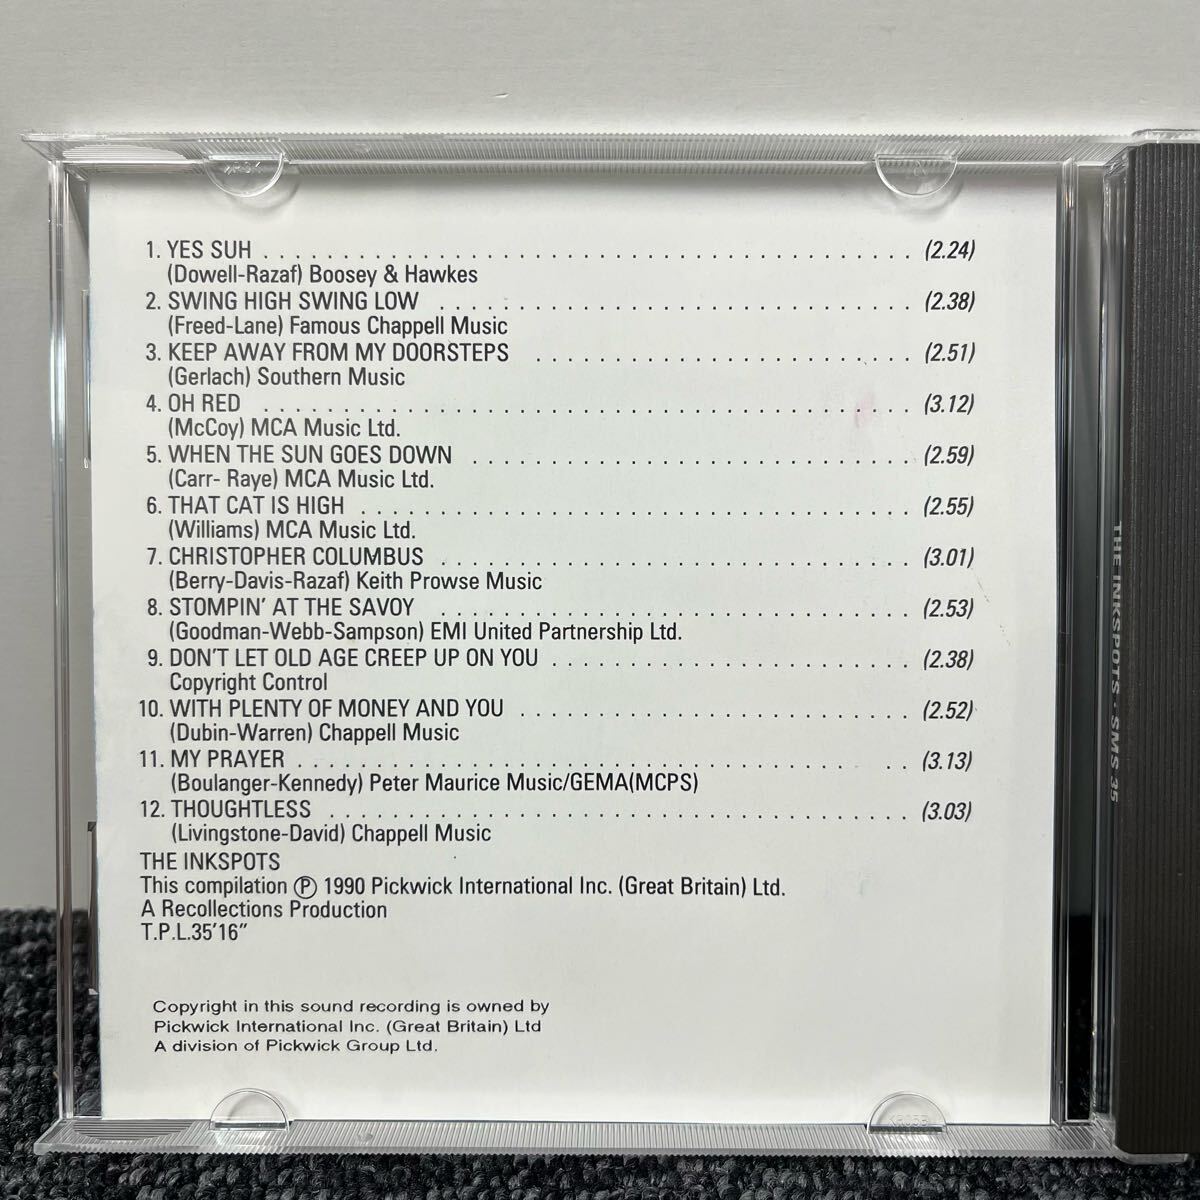 1. YES SUH . . . . . . . . . . . . . . . . . . . . . . . . . . . . . . . . . . . . . . . . . . . . . . . . (2.24)
(Dowell-Razaf) Boosey & Hawkes
2. SWING HIGH SWING LOW . . . . . . . . . . . . . . . . . . . . . . . . . . . . . . . . . . . (2.38)
(Freed-Lane) Famous Chappell Music
3. KEEP AWAY FROM MY DOORSTEPS . . . . . . . . . . . . . . . . . . . . . . . . . . . . (2.51)
(Gerlach) Southern Music
4. OH RED . . . . . . . . . . . . . . . . . . . . . . . . . . . . . . . . . . . . . . . . . . . . . . . . (3.12)
(McCoy) MCA Music Ltd.
5. WHEN THE SUN GOES DOWN . . . . . . . . . . . . . . . . . . . . . . . . . . . . . . . . . (2.59)
(Carr- Raye) MCA Music Ltd.
6. THAT CAT IS HIGH . . . . . . . . . . . . . . . . . . . . . . . . . . . . . . . . . . . . . . . . . (2.55)
(Williams) MCA Music Ltd.
7. CHRISTOPHER COLUMBUS . . . . . . . . . . . . . . . . . . . . . . . . . . . . . . . . . . . (3.01)
(Berry-Davis-Razaf) Keith Prowse Music
8. STOMPIN' AT THE SAVOY . . . . . . . . . . . . . . . . . . . . . . . . . . . . . . . . . . . (2.53)
(Goodman-Webb-Sampson) EMI United Partnership Ltd.
9. DON'T LET OLD AGE CREEP UP ON YOU . . . . . . . . . . . . . . . . . . . . . . . . . . . (2.38)
Copyright Control
10. WITH PLENTY OF MONEY AND YOU . . . . . . . . . . . . . . . . . . . . . . . . . . . . . (2.52)
(Dubin-Warren) Chappell Music
11. MY PRAYER . . . . . . . . . . . . . . . . . . . . . . . . . . . . . . . . . . . . . . . . . . . . (3.13)
(Boulanger-Kennedy) Peter Maurice Music/GEMA(MCPS)
12. THOUGHTLESS . . . . . . . . . . . . . . . . . . . . . . . . . . . . . . . . . . . . . . . . . . . (3.03)
(Livingstone-David) Chappell Music
THE INKSPOTS
This compilation Ⓟ 1990 Pickwick International Inc. (Great Britain) Ltd.
A Recollections Production
T.P.L.35'16"
Copyright in this sound recording is owned by
Pickwick International Inc. (Great Britain) Ltd
A division of Pickwick Group Ltd.
THE INKSPOTS · SMS 35